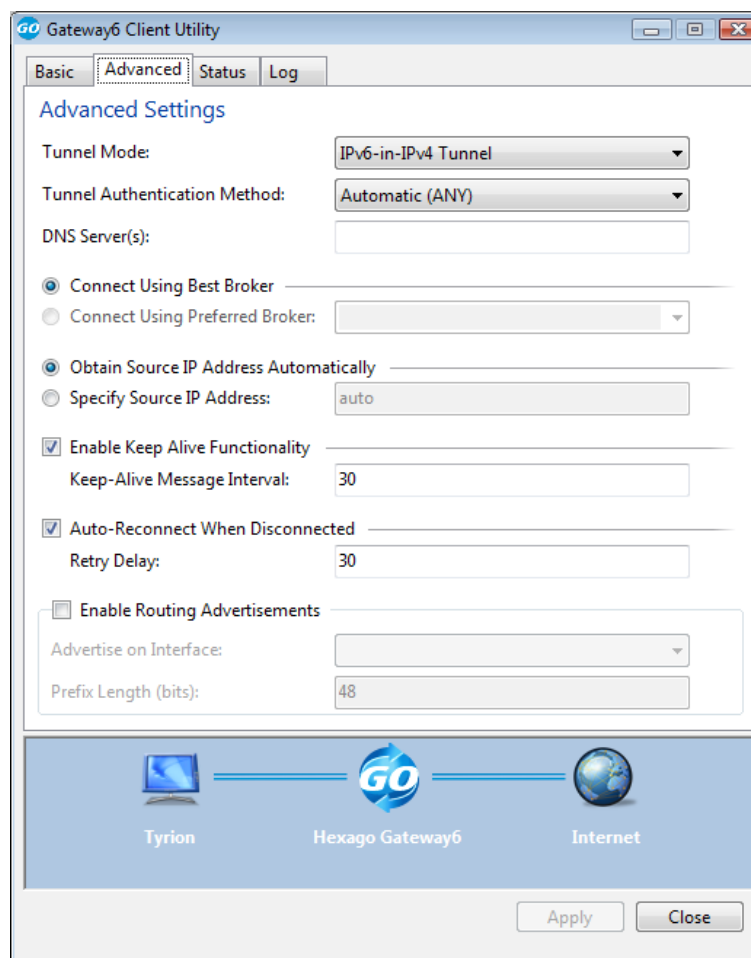 GO Gateway6 Client Utility
Basic Advanced Status Log
Advanced Settings
Tunnel Mode: IPv6-in-IPv4 Tunnel
Tunnel Authentication Method: Automatic (ANY)
DNS Server(s):
Connect Using Best Broker
Connect Using Preferred Broker:
Obtain Source IP Address Automatically
Specify Source IP Address: auto
Enable Keep Alive Functionality
Keep-Alive Message Interval: 30
Auto-Reconnect When Disconnected
Retry Delay: 30
Enable Routing Advertisements
Advertise on Interface:
Prefix Length (bits): 48
GO
Tyrion Hexago Gateway6 Internet
Apply Close